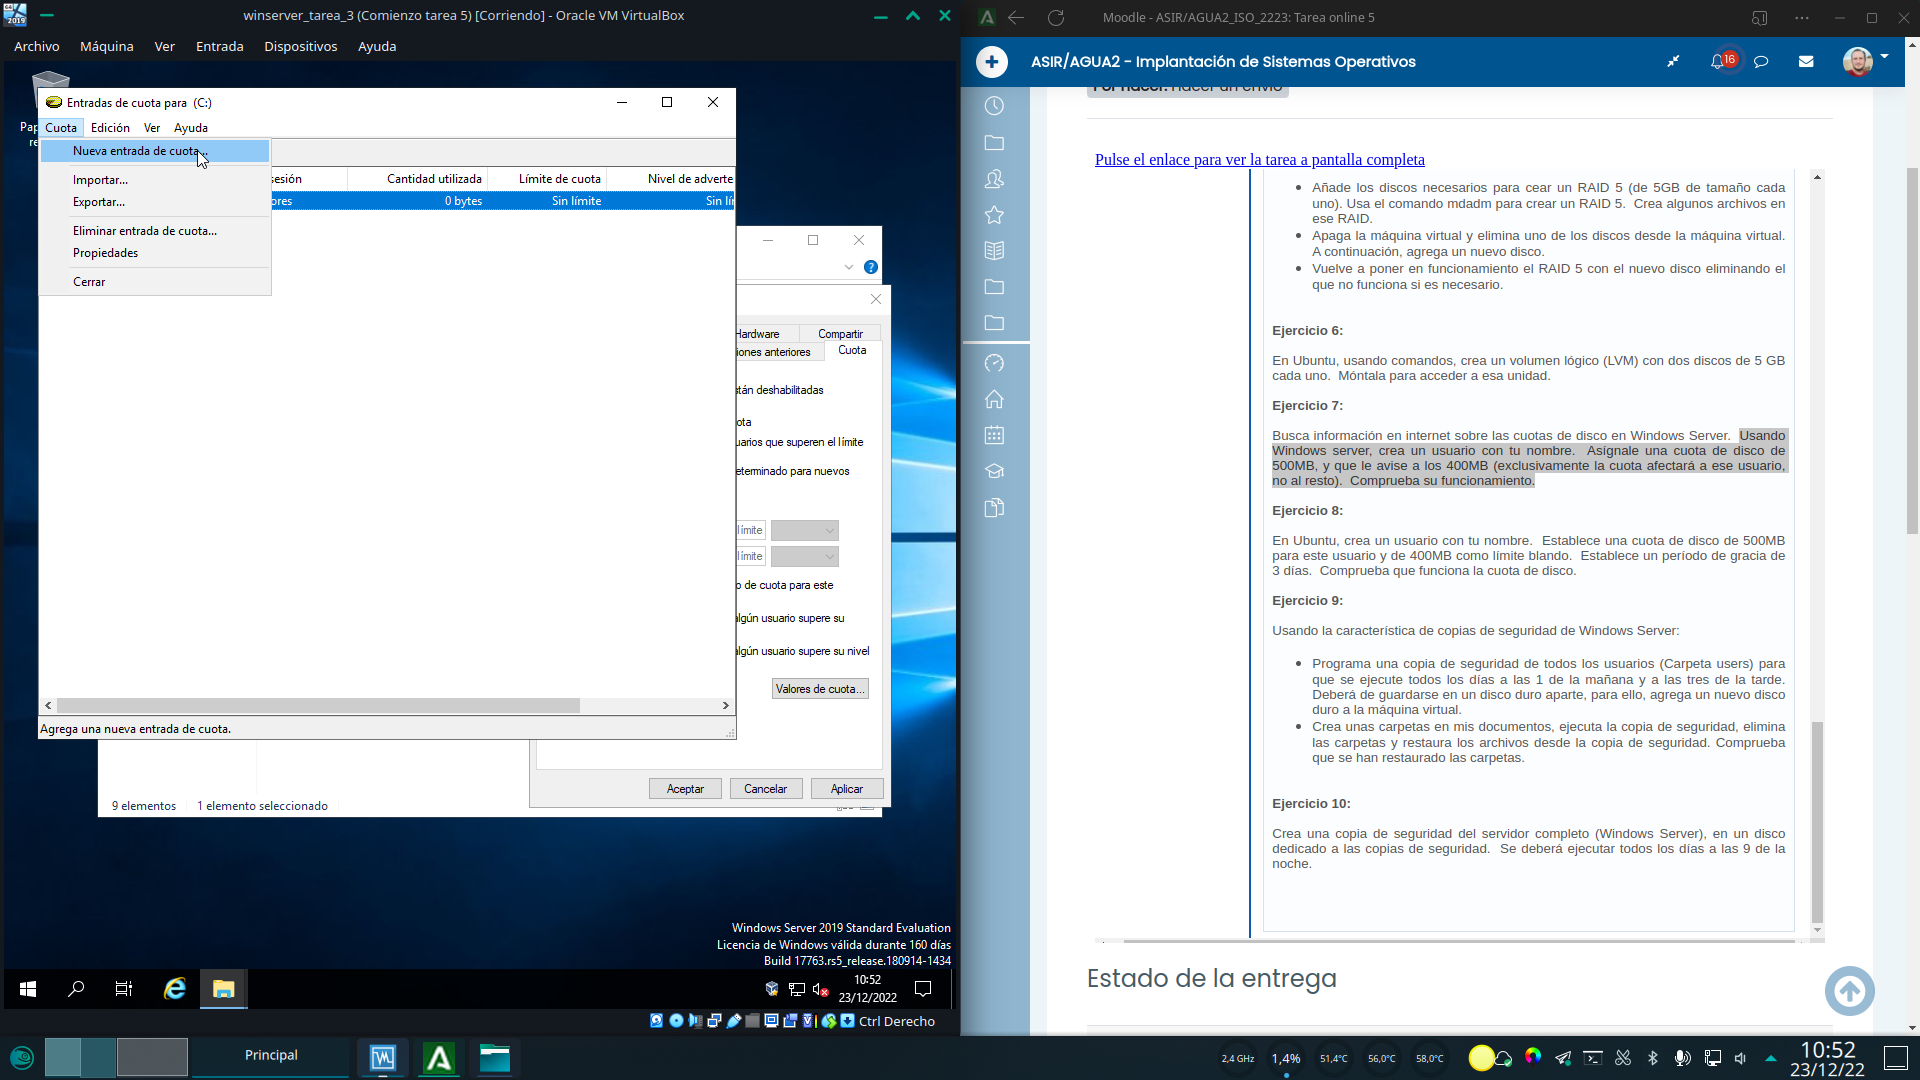 winserver_tarea_3 (Comienzo tarea 5) [Corriendo] - Oracle VM VirtualBox
Archivo Máquina Ver Entrada Dispositivos Ayuda
Entradas de cuota para (C:)
Cuota Edición Ver Ayuda
Nueva entrada de cuota...
Importar...
Exportar...
Eliminar entrada de cuota...
Propiedades
Cerrar
Cantidad utilizada Límite de cuota Nivel de adverte
0 bytes Sin límite
Agrega una nueva entrada de cuota.
Hardware Compartir
iones anteriores Cuota
stán deshabilitadas
ota
uarios que superen el límite
eterminado para nuevos
límite
límite
o de cuota para este
algún usuario supere su
algún usuario supere su nivel
Valores de cuota...
Aceptar Cancelar Aplicar
9 elementos 1 elemento seleccionado
Windows Server 2019 Standard Evaluation
Licencia de Windows válida durante 160 días
Build 17763.rs5_release.180914-1434
10:52
23/12/2022
Ctrl Derecho
Moodle - ASIR/AGUA2_ISO_2223: Tarea online 5
ASIR/AGUA2 - Implantación de Sistemas Operativos
16
Por hacer: Hacer un envío
Pulse el enlace para ver la tarea a pantalla completa
Añade los discos necesarios para cear un RAID 5 (de 5GB de tamaño cada
uno). Usa el comando mdadm para crear un RAID 5. Crea algunos archivos en
ese RAID.
Apaga la máquina virtual y elimina uno de los discos desde la máquina virtual.
A continuación, agrega un nuevo disco.
Vuelve a poner en funcionamiento el RAID 5 con el nuevo disco eliminando el
que no funciona si es necesario.
Ejercicio 6:
En Ubuntu, usando comandos, crea un volumen lógico (LVM) con dos discos de 5 GB
cada uno. Móntala para acceder a esa unidad.
Ejercicio 7:
Busca información en internet sobre las cuotas de disco en Windows Server. Usando
Windows server, crea un usuario con tu nombre. Asígnale una cuota de disco de
500MB, y que le avise a los 400MB (exclusivamente la cuota afectará a ese usuario,
no al resto). Comprueba su funcionamiento.
Ejercicio 8:
En Ubuntu, crea un usuario con tu nombre. Establece una cuota de disco de 500MB
para este usuario y de 400MB como límite blando. Establece un período de gracia de
3 días. Comprueba que funciona la cuota de disco.
Ejercicio 9:
Usando la característica de copias de seguridad de Windows Server:
Programa una copia de seguridad de todos los usuarios (Carpeta users) para
que se ejecute todos los días a las 1 de la mañana y a las tres de la tarde.
Deberá de guardarse en un disco duro aparte, para ello, agrega un nuevo disco
duro a la máquina virtual.
Crea unas carpetas en mis documentos, ejecuta la copia de seguridad, elimina
las carpetas y restaura los archivos desde la copia de seguridad. Comprueba
que se han restaurado las carpetas.
Ejercicio 10:
Crea una copia de seguridad del servidor completo (Windows Server), en un disco
dedicado a las copias de seguridad. Se deberá ejecutar todos los días a las 9 de la
noche.
Estado de la entrega
Principal
2,4 GHz 1,4% 51,4°C 56,0°C 58,0°C
10:52
23/12/22